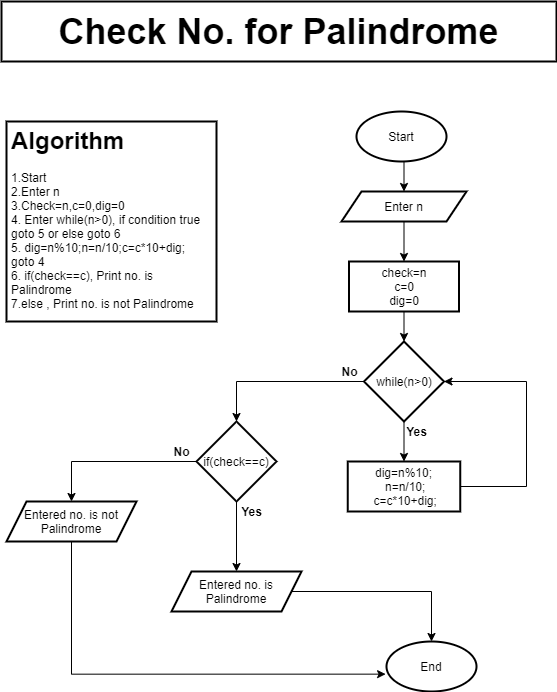 Check No. for Palindrome
Algorithm
1.Start
2.Enter n
3.Check=n,c=0,dig=0
4. Enter while(n>0), if condition true
goto 5 or else goto 6
5. dig=n%10;n=n/10;c=c*10+dig;
goto 4
6. if(check==c), Print no. is
Palindrome
7.else , Print no. is not Palindrome
Start
Enter n
check=n
c=0
dig=0
while(n>0)
No
Yes
dig=n%10;
n=n/10;
c=c*10+dig;
if(check==c)
No
Yes
Entered no. is not
Palindrome
Entered no. is
Palindrome
End